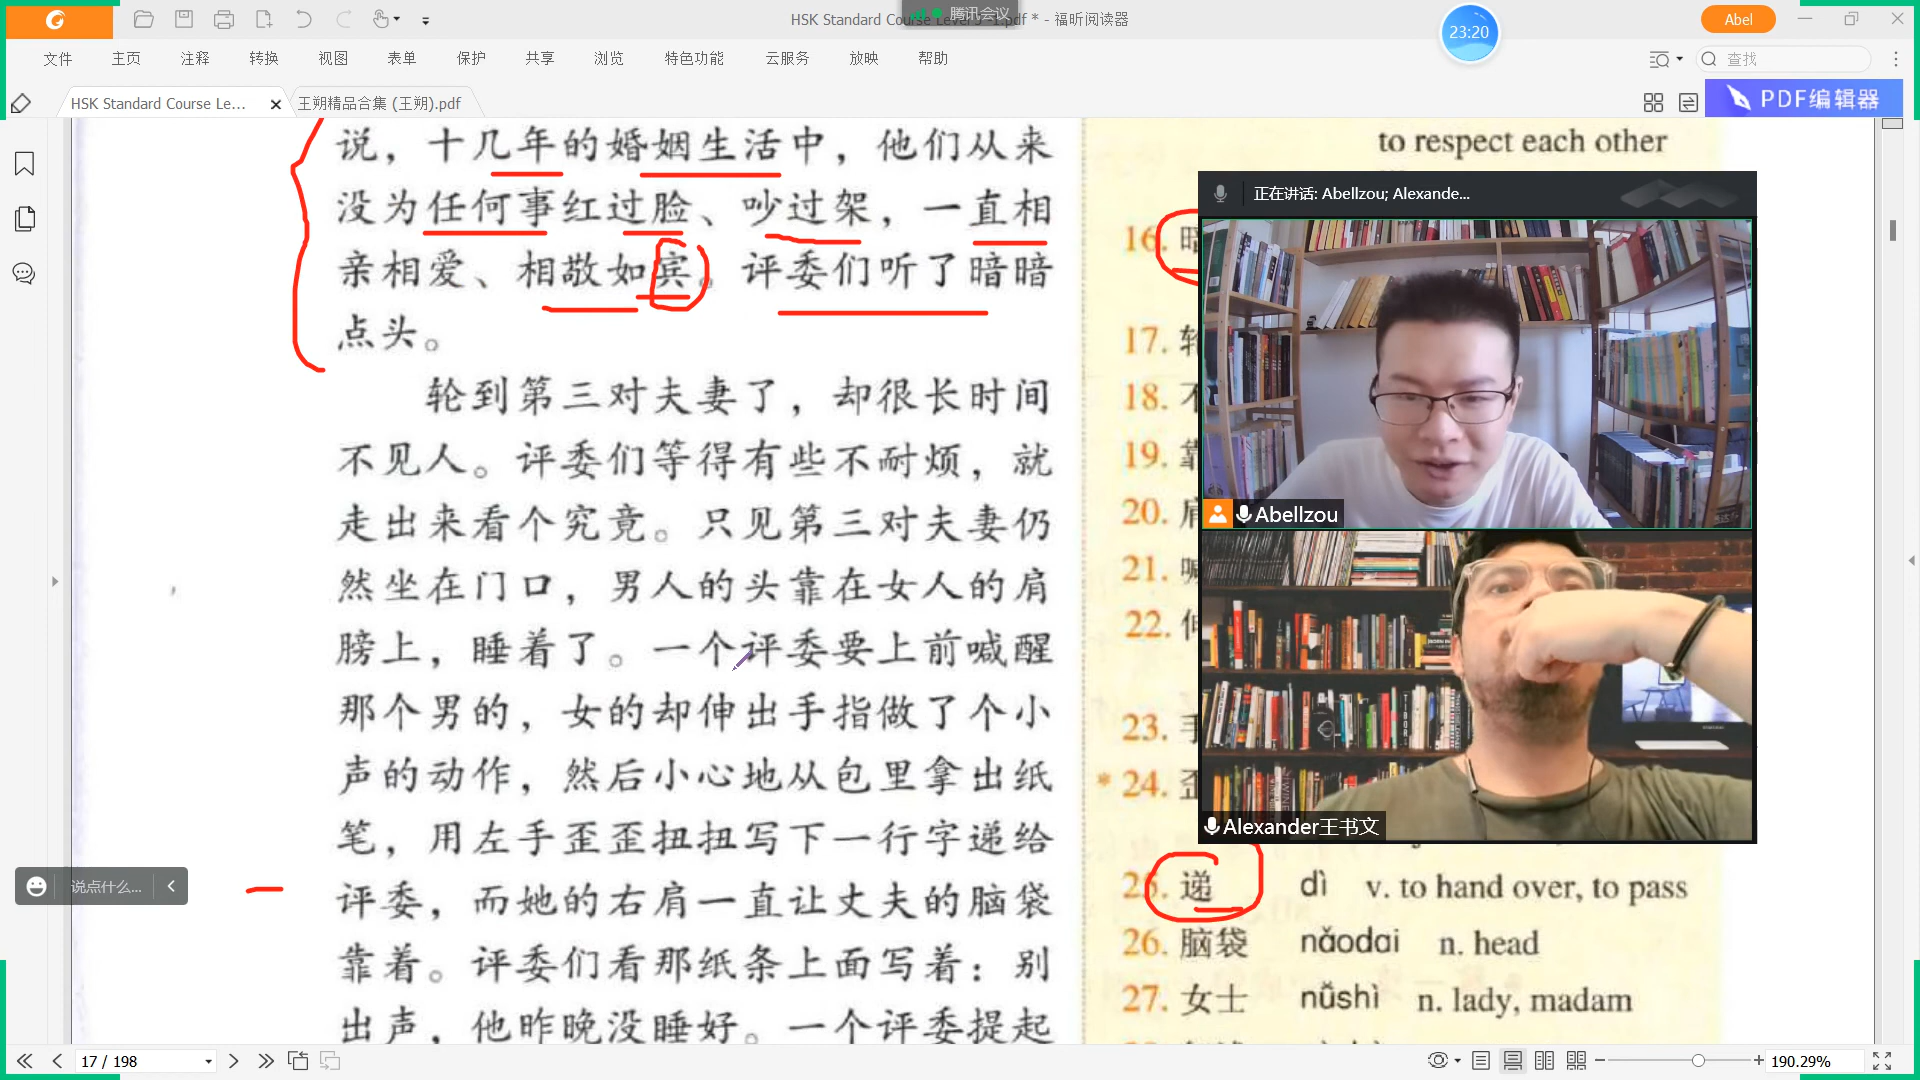 HSK Standard Course Level 5-1.pdf * - 福昕阅读器
腾讯会议
23:20
Abel
文件 主页 注释 转换 视图 表单 保护 共享 浏览 特色功能 云服务 放映 帮助
查找
HSK Standard Course Le...
王朔精品合集 (王朔).pdf
PDF编辑器
说，十几年的婚姻生活中，他们从来
没为任何事红过脸、吵过架，一直相
亲相爱、相敬如宾。评委们听了暗暗
点头。
轮到第三对夫妻了，却很长时间
不见人。评委们等得有些不耐烦，就
走出来看个究竟。只见第三对夫妻仍
然坐在门口，男人的头靠在女人的肩
膀上，睡着了。一个评委要上前喊醒
那个男的，女的却伸出手指做了个小
声的动作，然后小心地从包里拿出纸
笔，用左手歪歪扭扭写下一行字递给
评委，而她的右肩一直让丈夫的脑袋
靠着。评委们看那纸条上面写着：别
出声，他昨晚没睡好。一个评委提起
to respect each other
16. 暗
17. 轮
18. 不
19. 靠
20. 肩
21. 喊
22. 伸
23. 手
*24. 歪
25. 递 dì v. to hand over, to pass
26. 脑袋 nǎodai n. head
27. 女士 nǚshì n. lady, madam
正在讲话: Abellzou; Alexande...
Abellzou
Alexander王书文
说点什么...
17 / 198
190.29%